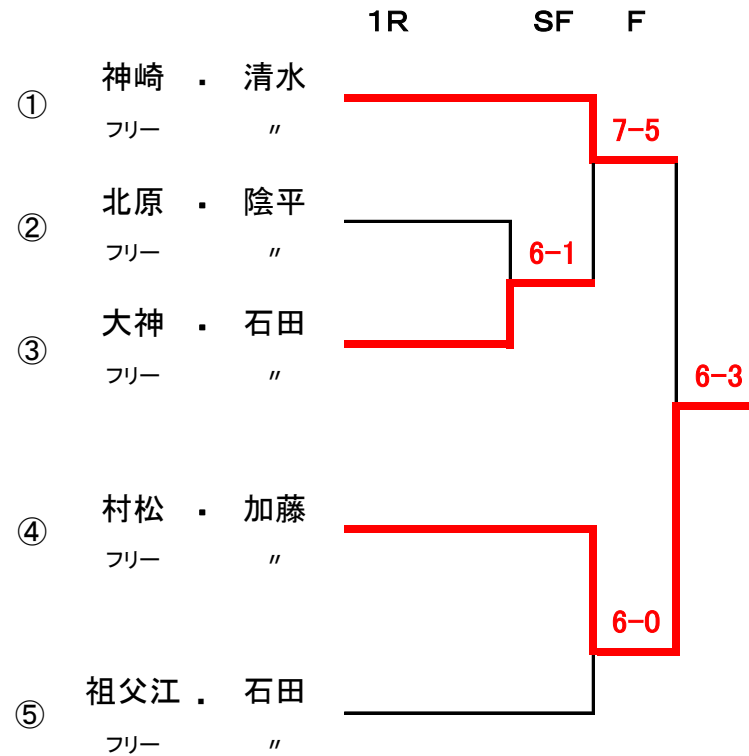 1R SF F
神崎 ・ 清水
①
フリー 〃
7-5
北原 ・ 陰平
②
フリー 〃
6-1
大神 ・ 石田
③
フリー 〃
6-3
村松 ・ 加藤
④
フリー 〃
6-0
祖父江 ・ 石田
⑤
フリー 〃